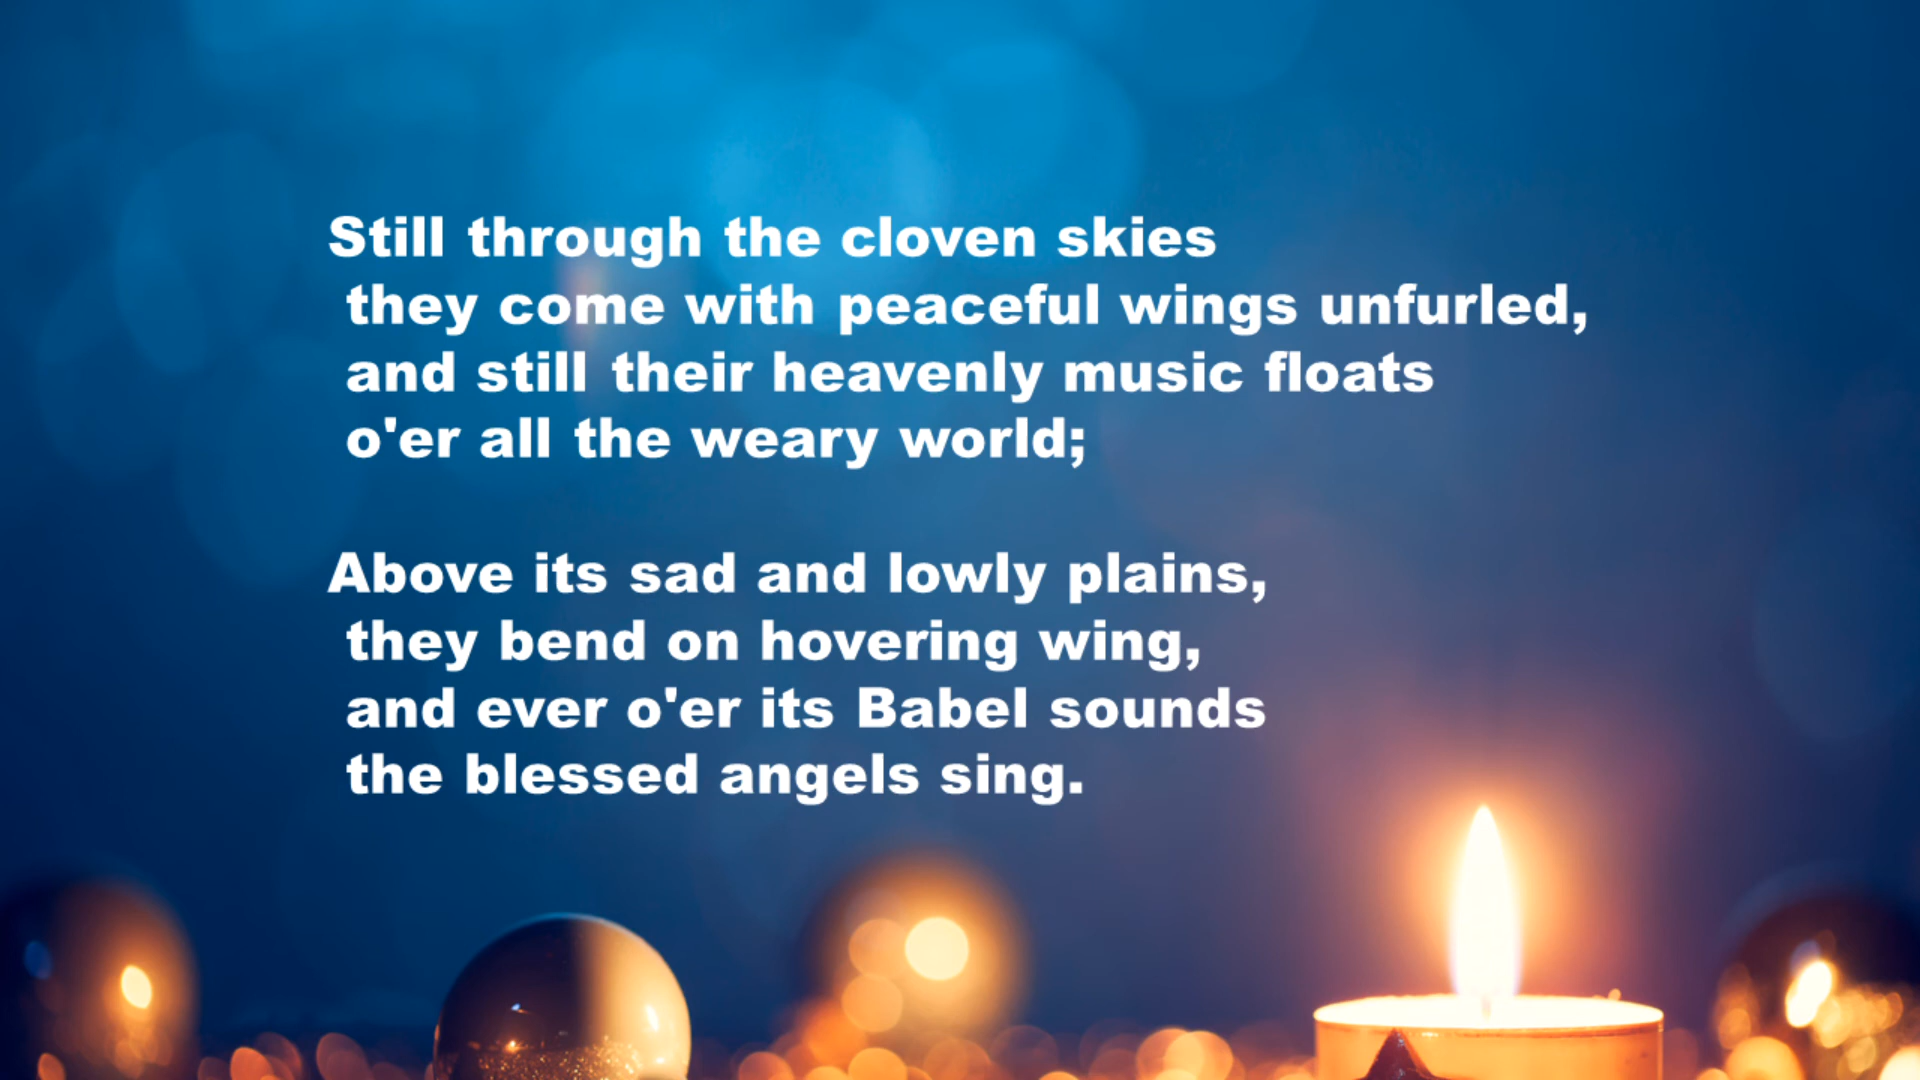 Still through the cloven skies
they come with peaceful wings unfurled,
and still their heavenly music floats
o'er all the weary world;
Above its sad and lowly plains,
they bend on hovering wing,
and ever o'er its Babel sounds
the blessed angels sing.